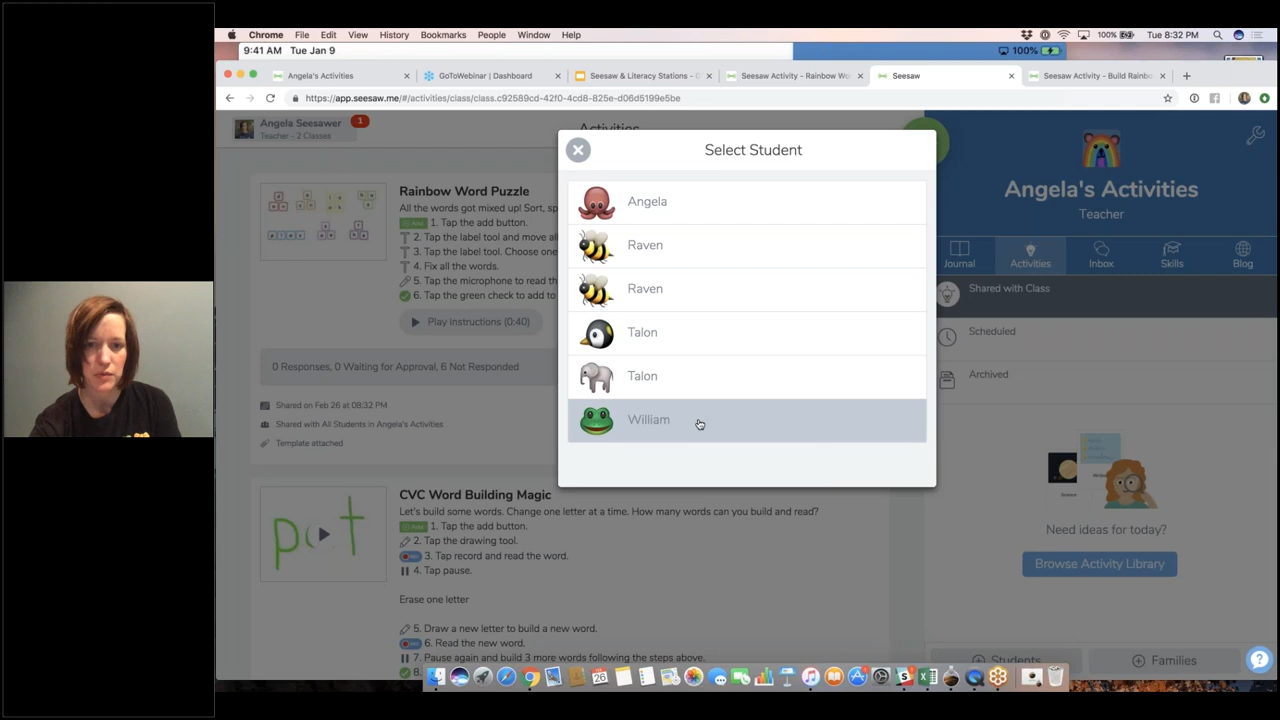 Chrome File Edit View History Bookmarks People Window Help
100% Tue 8:32 PM
9:41 AM Tue Jan 9
100%
Angela's Activities
GoToWebinar | Dashboard
Seesaw & Literacy Stations -
Seesaw Activity - Rainbow Wo
Seesaw
Seesaw Activity - Build Rainbo
https://app.seesaw.me/#/activities/class/class.c92589cd-42f0-4cd8-825e-d06d5199e5be
Angela Seesawer
1
Teacher - 2 Classes
Activities
Rainbow Word Puzzle
All the words got mixed up! Sort, sp
1. Tap the add button.
2. Tap the label tool and move all
3. Tap the label tool. Choose one
4. Fix all the words.
5. Tap the microphone to read th
6. Tap the green check to add to
Play Instructions (0:40)
0 Responses, 0 Waiting for Approval, 6 Not Responded
Shared on Feb 26 at 08:32 PM
Shared with All Students in Angela's Activities
Template attached
pot
CVC Word Building Magic
Let's build some words. Change one letter at a time. How many words can you build and read?
1. Tap the add button.
2. Tap the drawing tool.
3. Tap record and read the word.
4. Tap pause.
Erase one letter
5. Draw a new letter to build a new word.
6. Read the new word.
7. Pause again and build 3 more words following the steps above.
8.
Select Student
Angela
Raven
Raven
Talon
Talon
William
Angela's Activities
Teacher
Journal
Activities
Inbox
Skills
Blog
Shared with Class
Scheduled
Archived
Need ideas for today?
Browse Activity Library
Students
Families
26
?